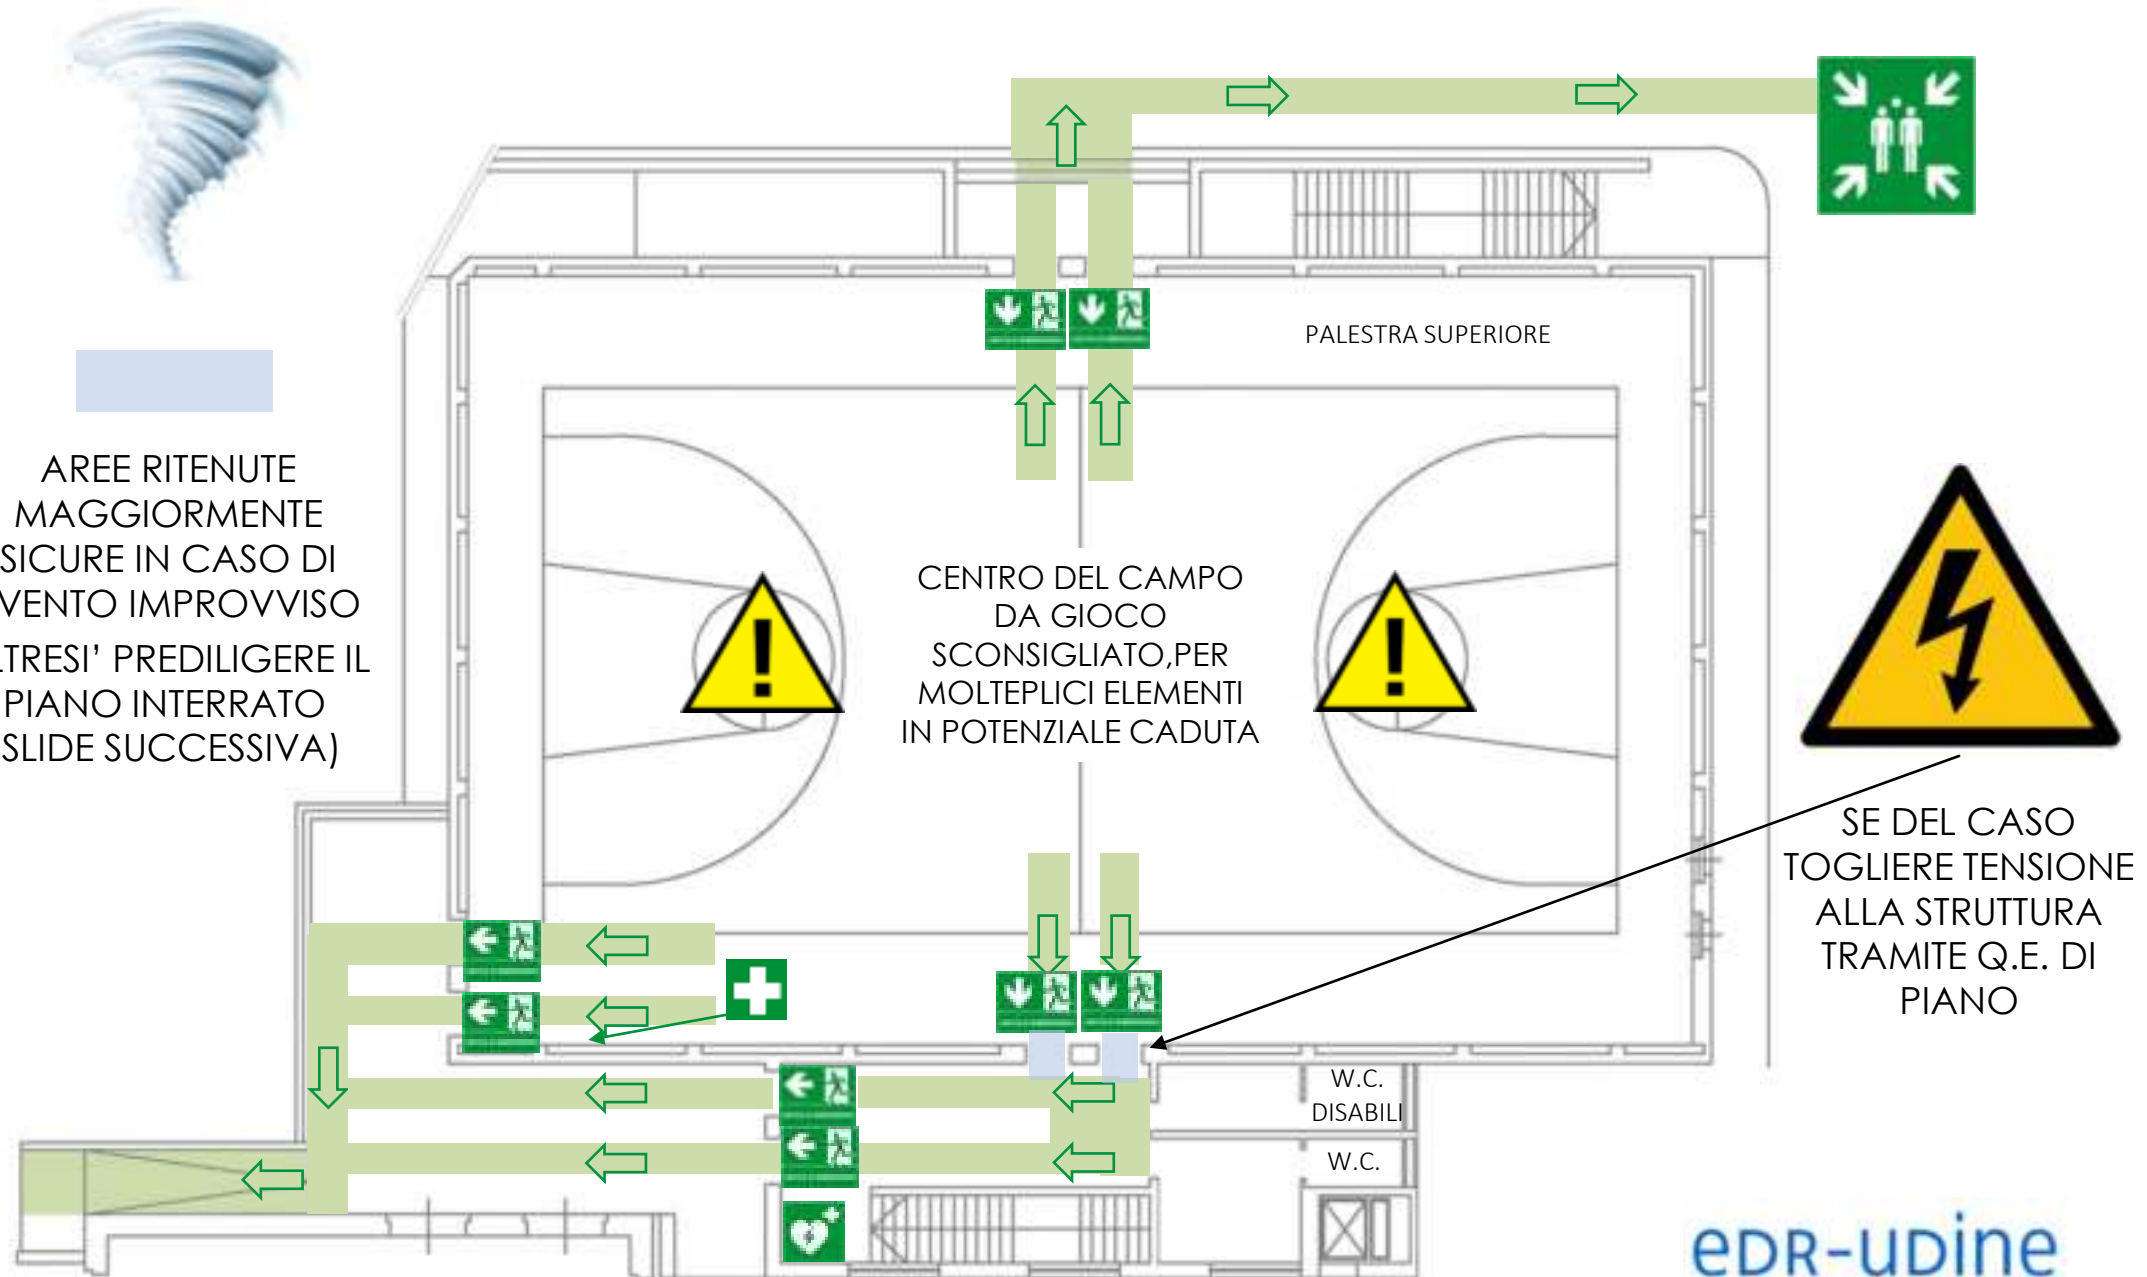 PALESTRA SUPERIORE
AREE RITENUTE
MAGGIORMENTE
SICURE IN CASO DI
VENTO IMPROVVISO
LTRESI' PREDILIGERE IL
PIANO INTERRATO
SLIDE SUCCESSIVA)
CENTRO DEL CAMPO
DA GIOCO
SCONSIGLIATO,PER
MOLTEPLICI ELEMENTI
IN POTENZIALE CADUTA
SE DEL CASO
TOGLIERE TENSIONE
ALLA STRUTTURA
TRAMITE Q.E. DI
PIANO
W.C.
DISABILI
W.C.
eDR-uDine